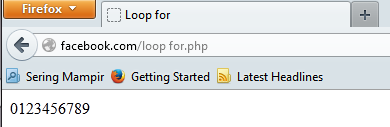 Firefox
Loop for
facebook.com/loop for.php
Sering Mampir Getting Started Latest Headlines
0123456789